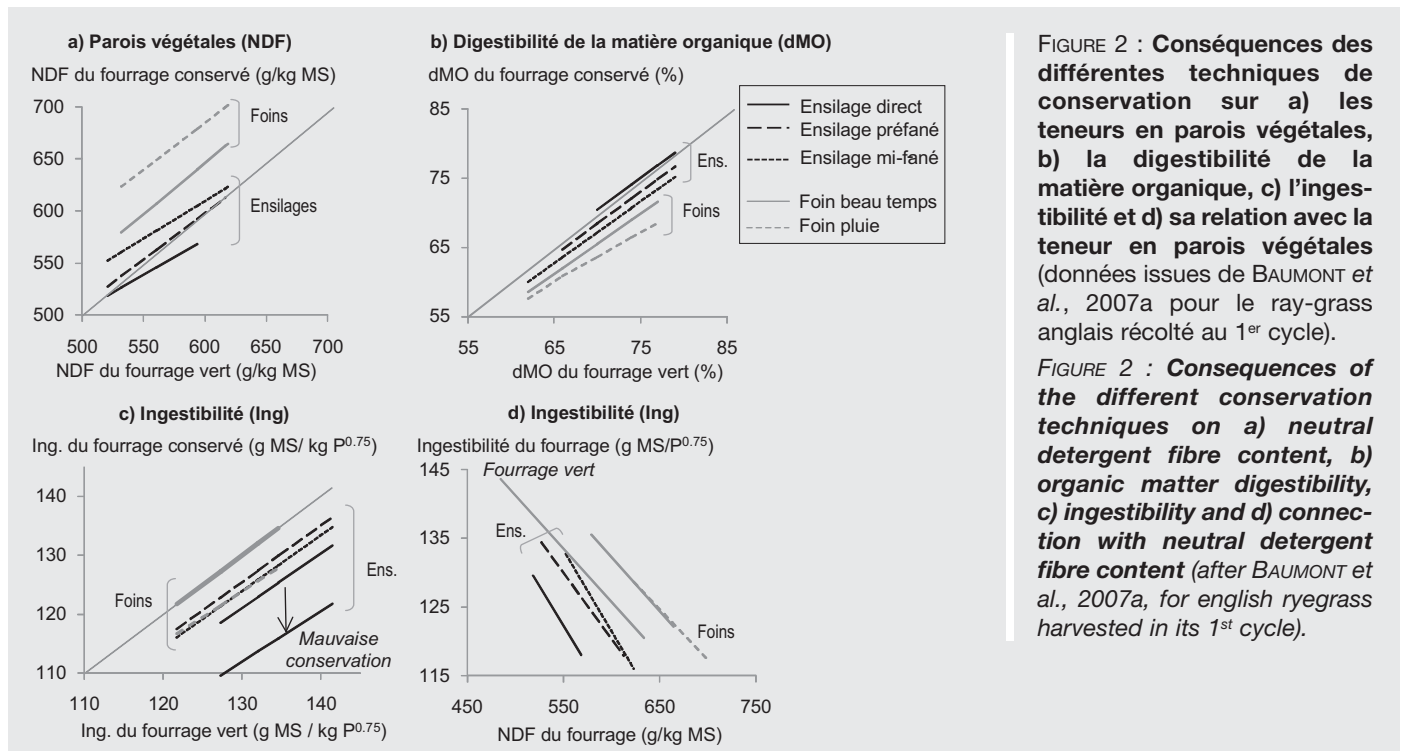 a) Parois végétales (NDF)
NDF du fourrage conservé (g/kg MS)
700
650
600
550
500
Foins
Ensilages
500 550 600 650 700
NDF du fourrage vert (g/kg MS)
b) Digestibilité de la matière organique (dMO)
dMO du fourrage conservé (%)
85
75
65
55
Ens.
Foins
55 65 75 85
dMO du fourrage vert (%)
Ensilage direct
Ensilage préfané
Ensilage mi-fané
Foin beau temps
Foin pluie
c) Ingestibilité (Ing)
Ing. du fourrage conservé (g MS/ kg P0.75)
140
130
120
110
Foins
Ens.
Mauvaise
conservation
110 120 130 140
Ing. du fourrage vert (g MS / kg P0.75)
d) Ingestibilité (Ing)
Ingestibilité du fourrage (g MS/P0.75)
145
135
125
115
Fourrage vert
Ens.
Foins
450 550 650 750
NDF du fourrage (g/kg MS)
FIGURE 2 : Conséquences des
différentes techniques de
conservation sur a) les
teneurs en parois végétales,
b) la digestibilité de la
matière organique, c) l'inges-
tibilité et d) sa relation avec la
teneur en parois végétales
(données issues de BAUMONT et
al., 2007a pour le ray-grass
anglais récolté au 1er cycle).
FIGURE 2 : Consequences of
the different conservation
techniques on a) neutral
detergent fibre content, b)
organic matter digestibility,
c) ingestibility and d) connec-
tion with neutral detergent
fibre content (after BAUMONT et
al., 2007a, for english ryegrass
harvested in its 1st cycle).